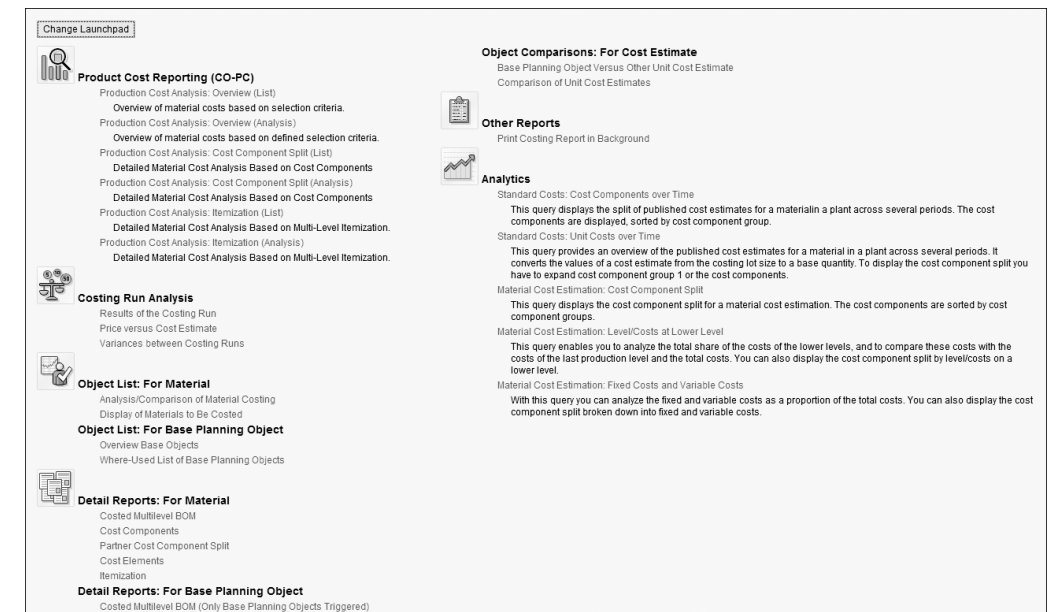 Change Launchpad
Product Cost Reporting (CO-PC)
Production Cost Analysis: Overview (List)
Overview of material costs based on selection criteria.
Production Cost Analysis: Overview (Analysis)
Overview of material costs based on defined selection criteria.
Production Cost Analysis: Cost Component Split (List)
Detailed Material Cost Analysis Based on Cost Components
Production Cost Analysis: Cost Component Split (Analysis)
Detailed Material Cost Analysis Based on Cost Components
Production Cost Analysis: Itemization (List)
Detailed Material Cost Analysis Based on Multi-Level Itemization.
Production Cost Analysis: Itemization (Analysis)
Detailed Material Cost Analysis Based on Multi-Level Itemization.
Costing Run Analysis
Results of the Costing Run
Price versus Cost Estimate
Variances between Costing Runs
Object List: For Material
Analysis/Comparison of Material Costing
Display of Materials to Be Costed
Object List: For Base Planning Object
Overview Base Objects
Where-Used List of Base Planning Objects
Detail Reports: For Material
Costed Multilevel BOM
Cost Components
Partner Cost Component Split
Cost Elements
Itemization
Detail Reports: For Base Planning Object
Costed Multilevel BOM (Only Base Planning Objects Triggered)
Object Comparisons: For Cost Estimate
Base Planning Object Versus Other Unit Cost Estimate
Comparison of Unit Cost Estimates
Other Reports
Print Costing Report in Background
Analytics
Standard Costs: Cost Components over Time
This query displays the split of published cost estimates for a materialin a plant across several periods. The cost
components are displayed, sorted by cost component group.
Standard Costs: Unit Costs over Time
This query provides an overview of the published cost estimates for a material in a plant across several periods. It
converts the values of a cost estimate from the costing lot size to a base quantity. To display the cost component split you
have to expand cost component group 1 or the cost components.
Material Cost Estimation: Cost Component Split
This query displays the cost component split for a material cost estimation. The cost components are sorted by cost
component groups.
Material Cost Estimation: Level/Costs at Lower Level
This query enables you to analyze the total share of the costs of the lower levels, and to compare these costs with the
costs of the last production level and the total costs. You can also display the cost component split by level/costs on a
lower level.
Material Cost Estimation: Fixed Costs and Variable Costs
With this query you can analyze the fixed and variable costs as a proportion of the total costs. You can also display the cost
component split broken down into fixed and variable costs.